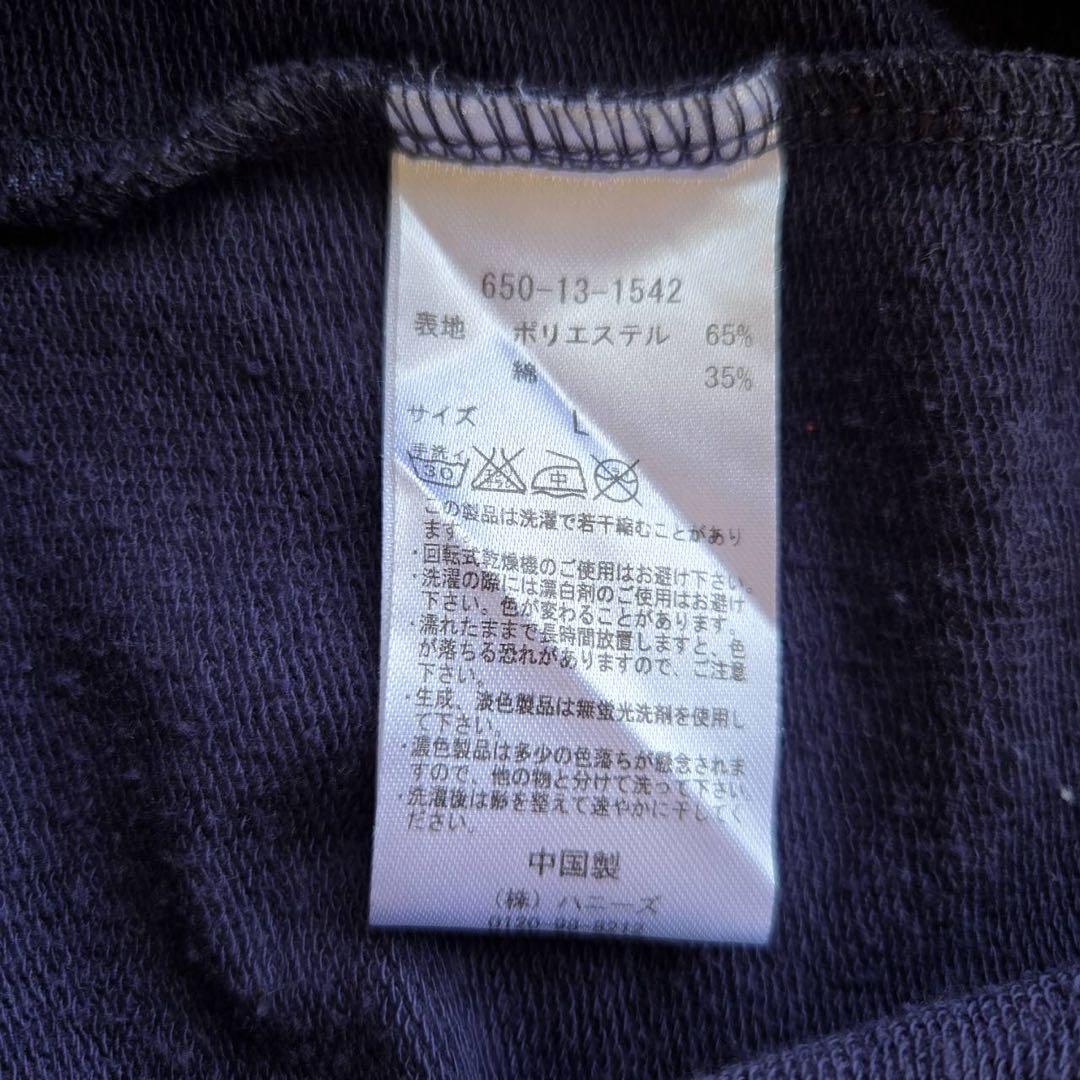 650-13-1542
表地 ポリエステル 65%
綿 35%
サイズ L
手洗イ
30 中
この製品は洗濯で若干縮むことがあり
ます。
・回転式乾燥機のご使用はお避け下さい。
・洗濯の際には漂白剤のご使用はお避け
下さい。色が変わることがあります。
・濡れたままで長時間放置しますと、色
が落ちる恐れがありますので、ご注意
下さい。
・生成、淡色製品は無蛍光洗剤を使用し
て下さい。
・濃色製品は多少の色落ちが懸念されま
すので、他の物と分けて洗って下さい。
・洗濯後は形を整えて速やかに干してく
ださい。
中国製
(株) ハニーズ
0120-98-8212